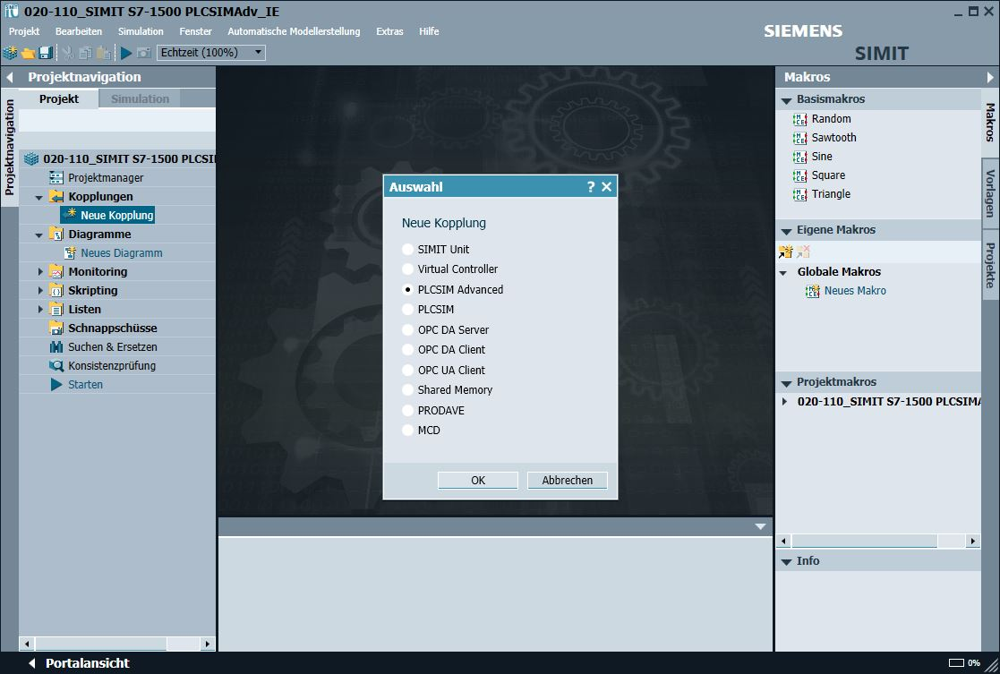 020-110_SIMIT S7-1500 PLCSIMAdv_IE
Projekt Bearbeiten Simulation Fenster Automatische Modellerstellung Extras Hilfe
SIEMENS
SIMIT
Echtzeit (100%)
Projektnavigation
Projekt Simulation
Projektnavigation
020-110_SIMIT S7-1500 PLCSI
Projektmanager
Kopplungen
Neue Kopplung
Diagramme
Neues Diagramm
Monitoring
Skripting
Listen
Schnappschüsse
Suchen & Ersetzen
Konsistenzprüfung
Starten
Auswahl ?
Neue Kopplung
SIMIT Unit
Virtual Controller
PLCSIM Advanced
PLCSIM
OPC DA Server
OPC DA Client
OPC UA Client
Shared Memory
PRODAVE
MCD
OK Abbrechen
Makros
Basismakros
Random
Sawtooth
Sine
Square
Triangle
Eigene Makros
Globale Makros
Neues Makro
Projektmakros
020-110_SIMIT S7-1500 PLCSIMA
Info
Makros
Vorlagen
Projekte
Portalansicht
0%